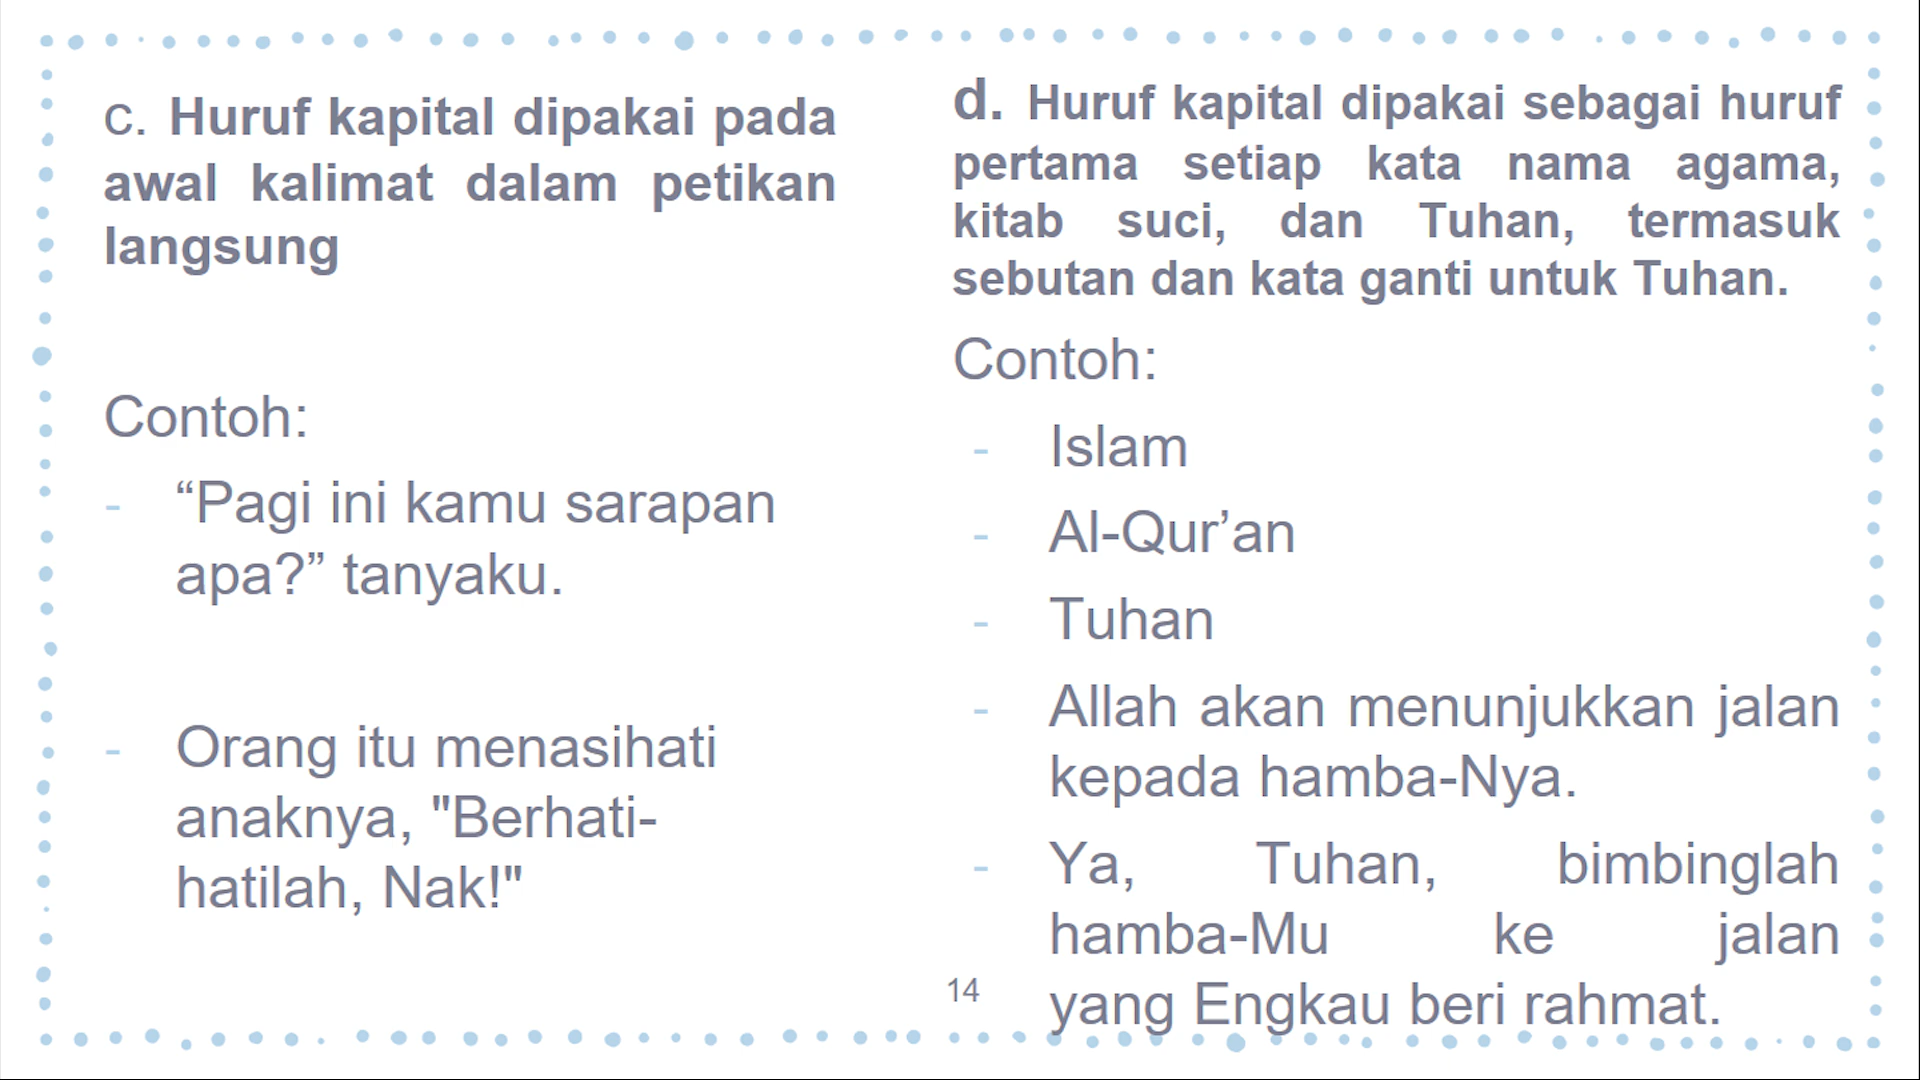 c. Huruf kapital dipakai pada
awal kalimat dalam petikan
langsung
Contoh:
- “Pagi ini kamu sarapan
apa?” tanyaku.
- Orang itu menasihati
anaknya, "Berhati-
hatilah, Nak!"
d. Huruf kapital dipakai sebagai huruf
pertama setiap kata nama agama,
kitab suci, dan Tuhan, termasuk
sebutan dan kata ganti untuk Tuhan.
Contoh:
- Islam
- Al-Qur’an
- Tuhan
- Allah akan menunjukkan jalan
kepada hamba-Nya.
- Ya, Tuhan, bimbinglah
hamba-Mu ke jalan
yang Engkau beri rahmat.
14